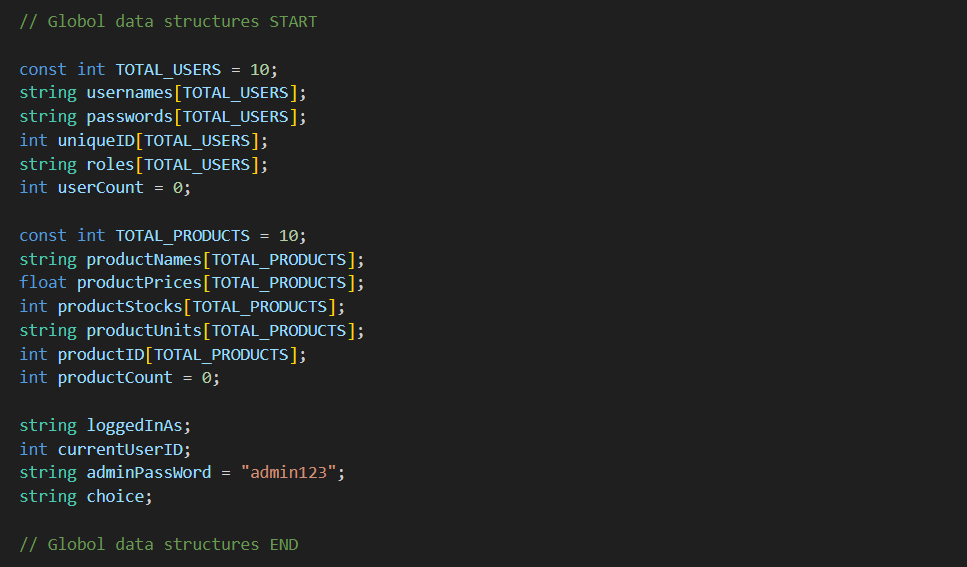 // Globol data structures START
const int TOTAL_USERS = 10;
string usernames[TOTAL_USERS];
string passwords[TOTAL_USERS];
int uniqueID[TOTAL_USERS];
string roles[TOTAL_USERS];
int userCount = 0;
const int TOTAL_PRODUCTS = 10;
string productNames[TOTAL_PRODUCTS];
float productPrices[TOTAL_PRODUCTS];
int productStocks[TOTAL_PRODUCTS];
string productUnits[TOTAL_PRODUCTS];
int productID[TOTAL_PRODUCTS];
int productCount = 0;
string loggedInAs;
int currentUserID;
string adminPassWord = "admin123";
string choice;
// Globol data structures END